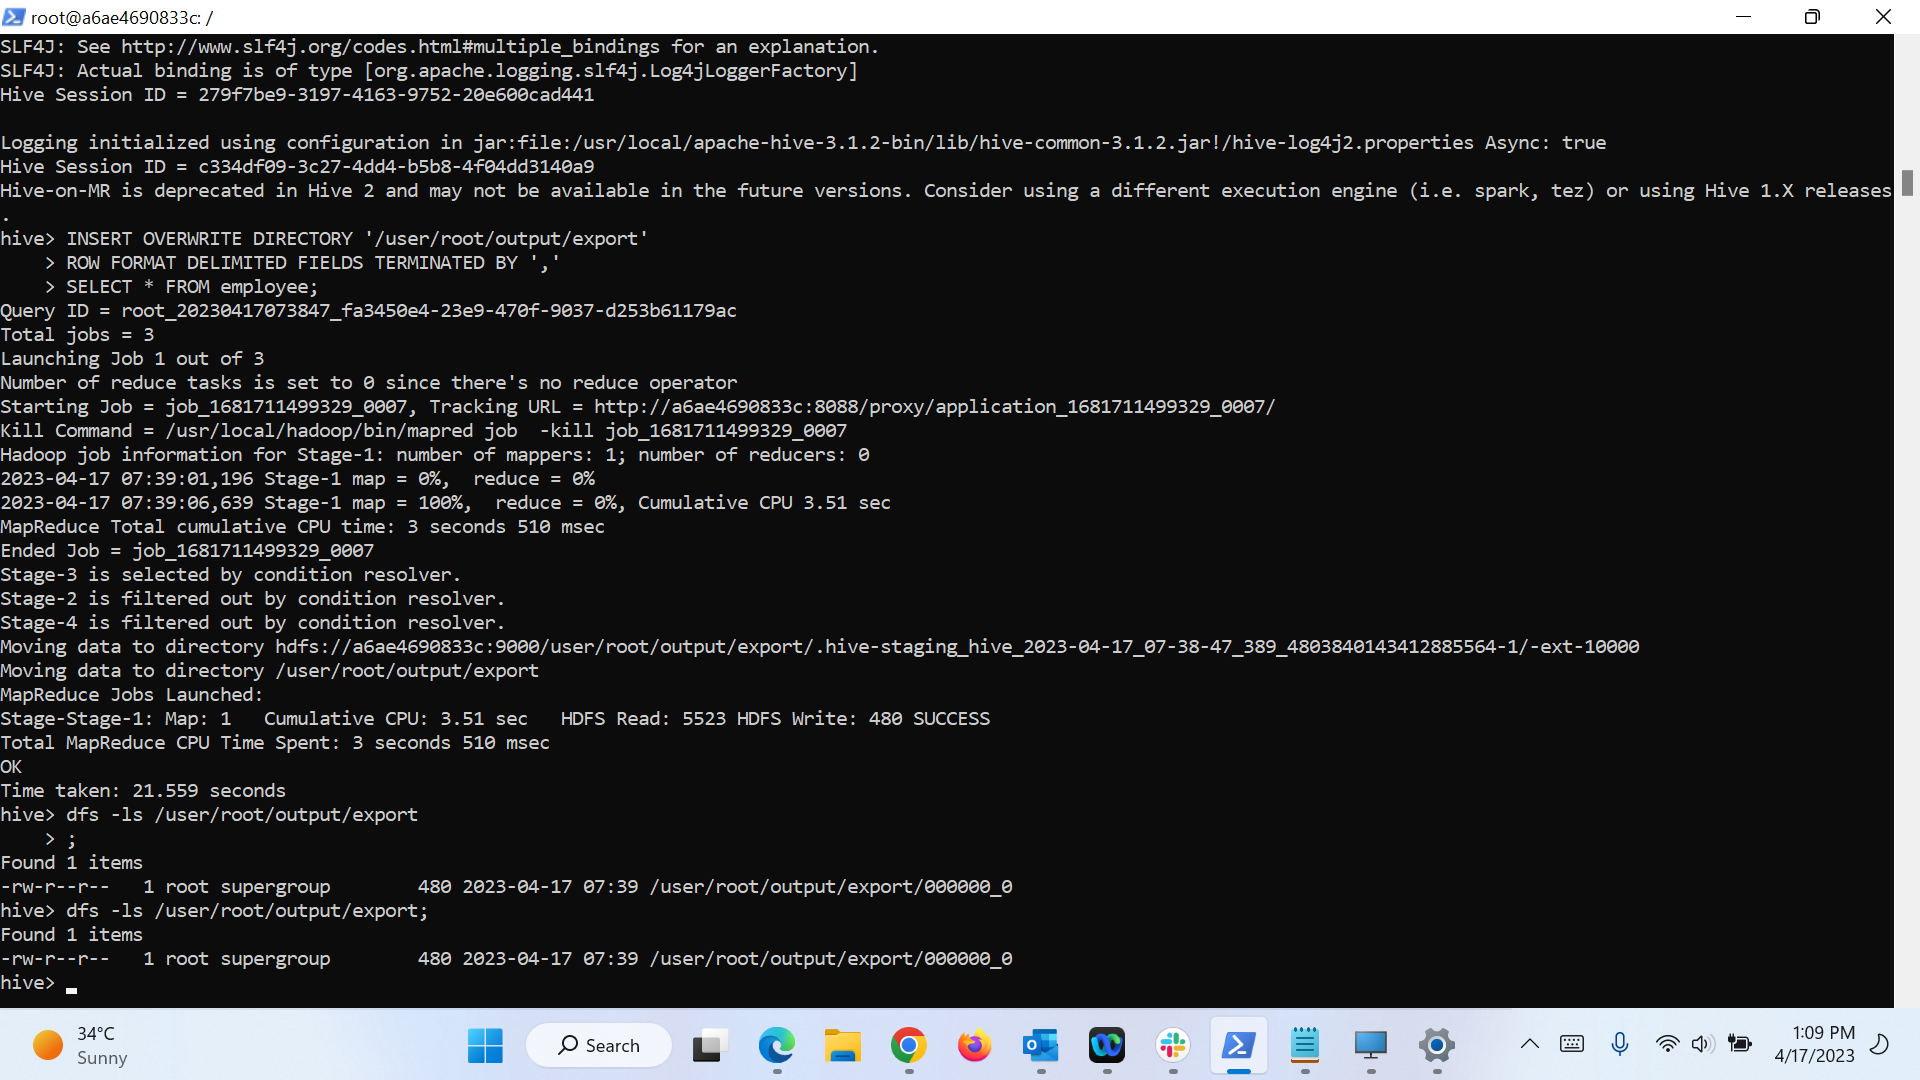 root@a6ae4690833c: /
SLF4J: See http://www.slf4j.org/codes.html#multiple_bindings for an explanation.
SLF4J: Actual binding is of type [org.apache.logging.slf4j.Log4jLoggerFactory]
Hive Session ID = 279f7be9-3197-4163-9752-20e600cad441
Logging initialized using configuration in jar:file:/usr/local/apache-hive-3.1.2-bin/lib/hive-common-3.1.2.jar!/hive-log4j2.properties Async: true
Hive Session ID = c334df09-3c27-4dd4-b5b8-4f04dd3140a9
Hive-on-MR is deprecated in Hive 2 and may not be available in the future versions. Consider using a different execution engine (i.e. spark, tez) or using Hive 1.X releases
.
hive> INSERT OVERWRITE DIRECTORY '/user/root/output/export'
    > ROW FORMAT DELIMITED FIELDS TERMINATED BY ','
    > SELECT * FROM employee;
Query ID = root_20230417073847_fa3450e4-23e9-470f-9037-d253b61179ac
Total jobs = 3
Launching Job 1 out of 3
Number of reduce tasks is set to 0 since there's no reduce operator
Starting Job = job_1681711499329_0007, Tracking URL = http://a6ae4690833c:8088/proxy/application_1681711499329_0007/
Kill Command = /usr/local/hadoop/bin/mapred job  -kill job_1681711499329_0007
Hadoop job information for Stage-1: number of mappers: 1; number of reducers: 0
2023-04-17 07:39:01,196 Stage-1 map = 0%,  reduce = 0%
2023-04-17 07:39:06,639 Stage-1 map = 100%,  reduce = 0%, Cumulative CPU 3.51 sec
MapReduce Total cumulative CPU time: 3 seconds 510 msec
Ended Job = job_1681711499329_0007
Stage-3 is selected by condition resolver.
Stage-2 is filtered out by condition resolver.
Stage-4 is filtered out by condition resolver.
Moving data to directory hdfs://a6ae4690833c:9000/user/root/output/export/.hive-staging_hive_2023-04-17_07-38-47_389_4803840143412885564-1/-ext-10000
Moving data to directory /user/root/output/export
MapReduce Jobs Launched:
Stage-Stage-1: Map: 1   Cumulative CPU: 3.51 sec   HDFS Read: 5523 HDFS Write: 480 SUCCESS
Total MapReduce CPU Time Spent: 3 seconds 510 msec
OK
Time taken: 21.559 seconds
hive> dfs -ls /user/root/output/export
    > ;
Found 1 items
-rw-r--r--   1 root supergroup        480 2023-04-17 07:39 /user/root/output/export/000000_0
hive> dfs -ls /user/root/output/export;
Found 1 items
-rw-r--r--   1 root supergroup        480 2023-04-17 07:39 /user/root/output/export/000000_0
hive>
34°C
Sunny
Search
1:09 PM
4/17/2023